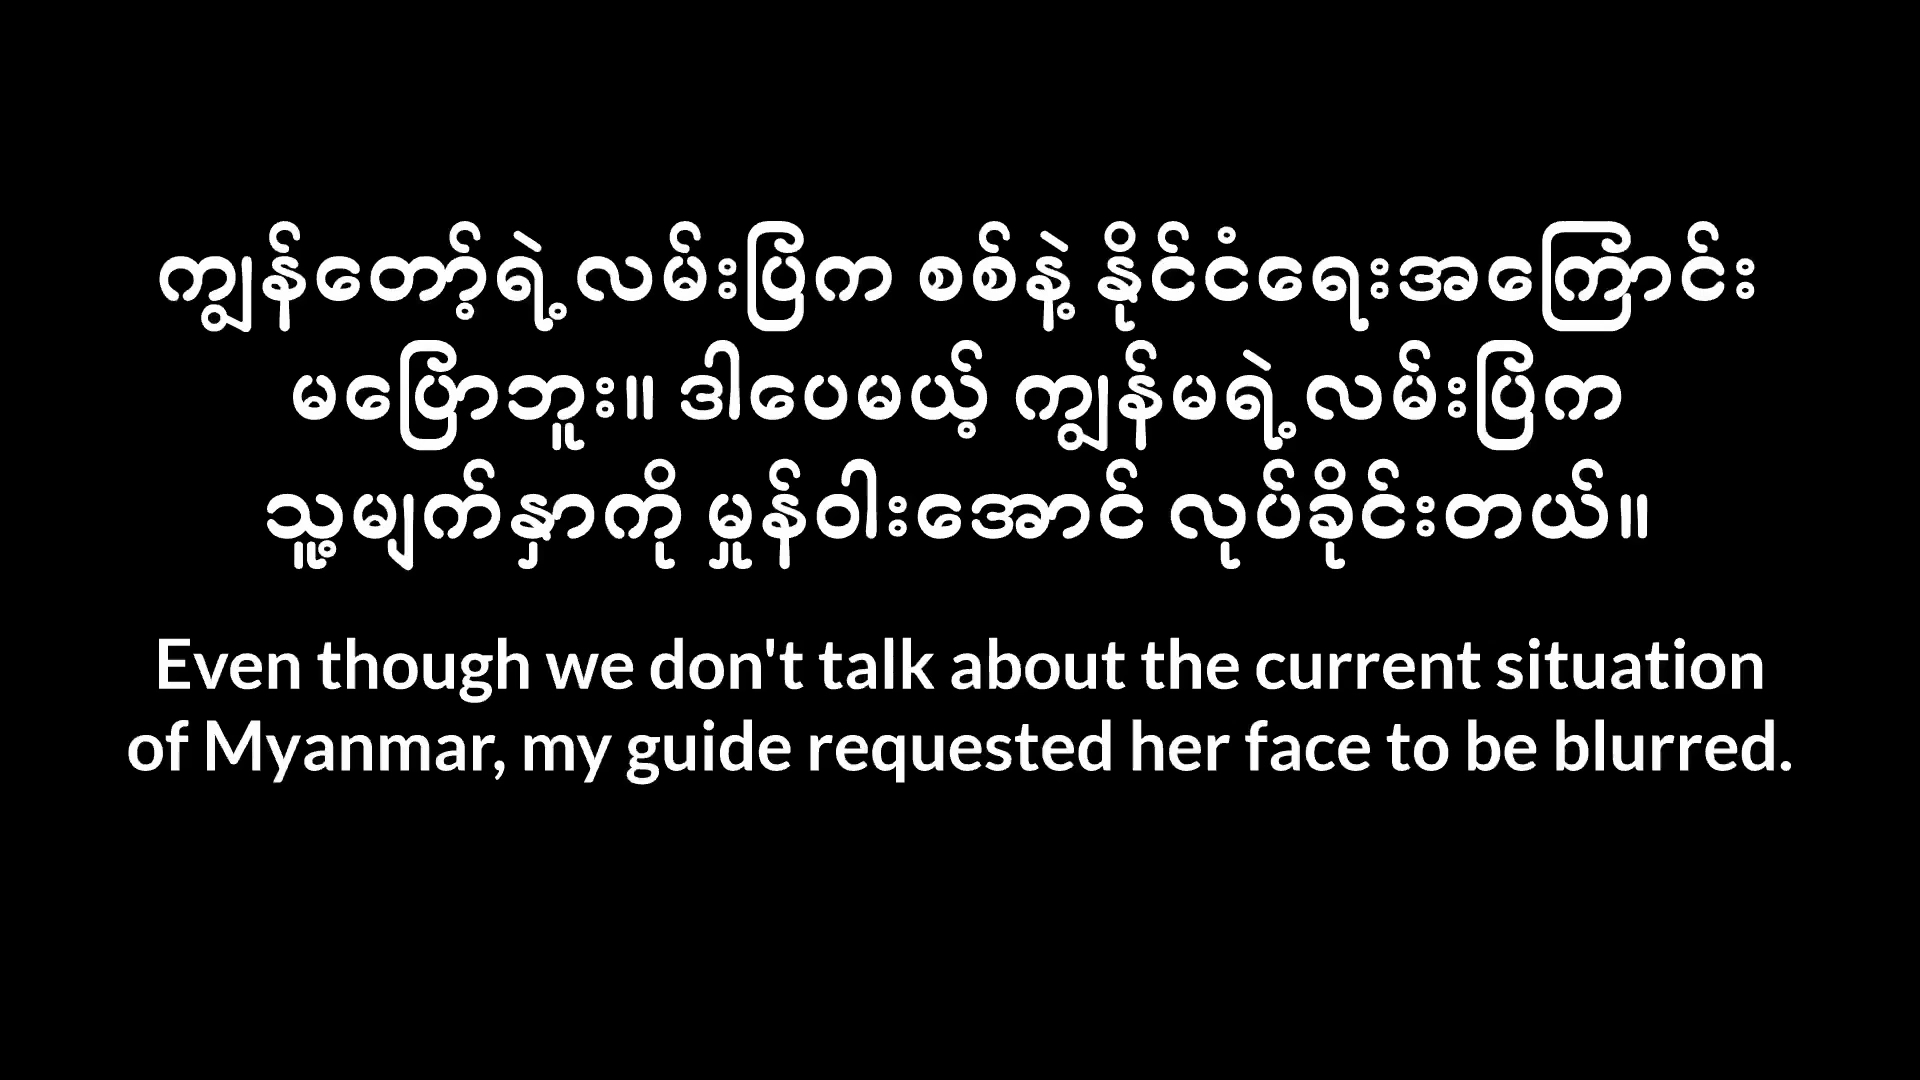 ကျွန်တော့်ရဲ့လမ်းပြက စစ်နဲ့ နိုင်ငံရေးအကြောင်း
မပြောဘူး။ ဒါပေမယ့် ကျွန်မရဲ့လမ်းပြက
သူ့မျက်နှာကို မှုန်ဝါးအောင် လုပ်ခိုင်းတယ်။
Even though we don't talk about the current situation
of Myanmar, my guide requested her face to be blurred.